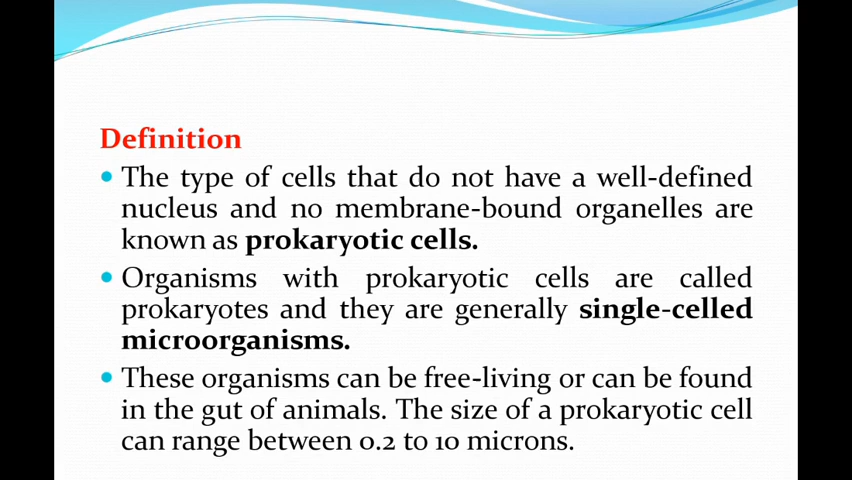 Definition
• The type of cells that do not have a well-defined
nucleus and no membrane-bound organelles are
known as prokaryotic cells.
• Organisms with prokaryotic cells are called
prokaryotes and they are generally single-celled
microorganisms.
• These organisms can be free-living or can be found
in the gut of animals. The size of a prokaryotic cell
can range between 0.2 to 10 microns.